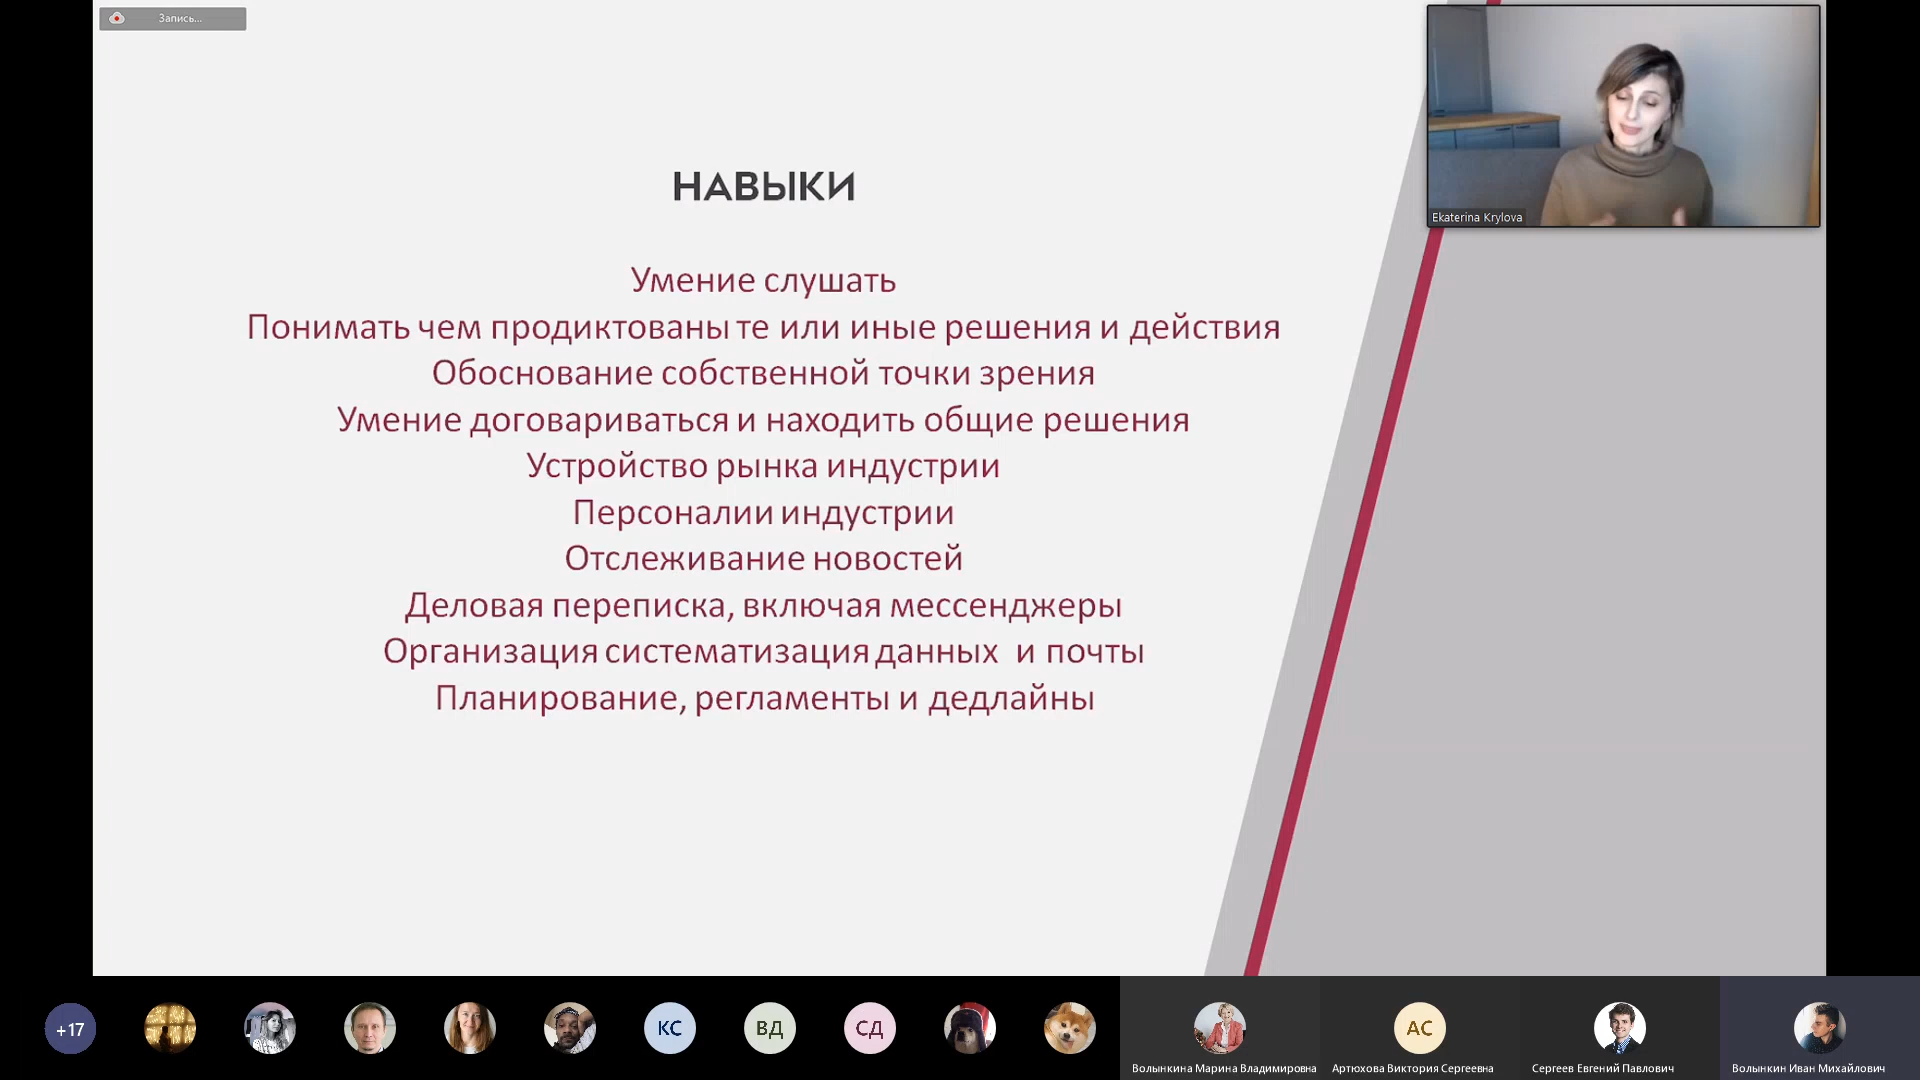 Запись...
Ekaterina Krylova
НАВЫКИ
Умение слушать
Понимать чем продиктованы те или иные решения и действия
Обоснование собственной точки зрения
Умение договариваться и находить общие решения
Устройство рынка индустрии
Персоналии индустрии
Отслеживание новостей
Деловая переписка, включая мессенджеры
Организация систематизация данных и почты
Планирование, регламенты и дедлайны
+17
КС
ВД
СД
АС
Волынкина Марина Владимировна
Артюхова Виктория Сергеевна
Сергеев Евгений Павлович
Волынкин Иван Михайлович